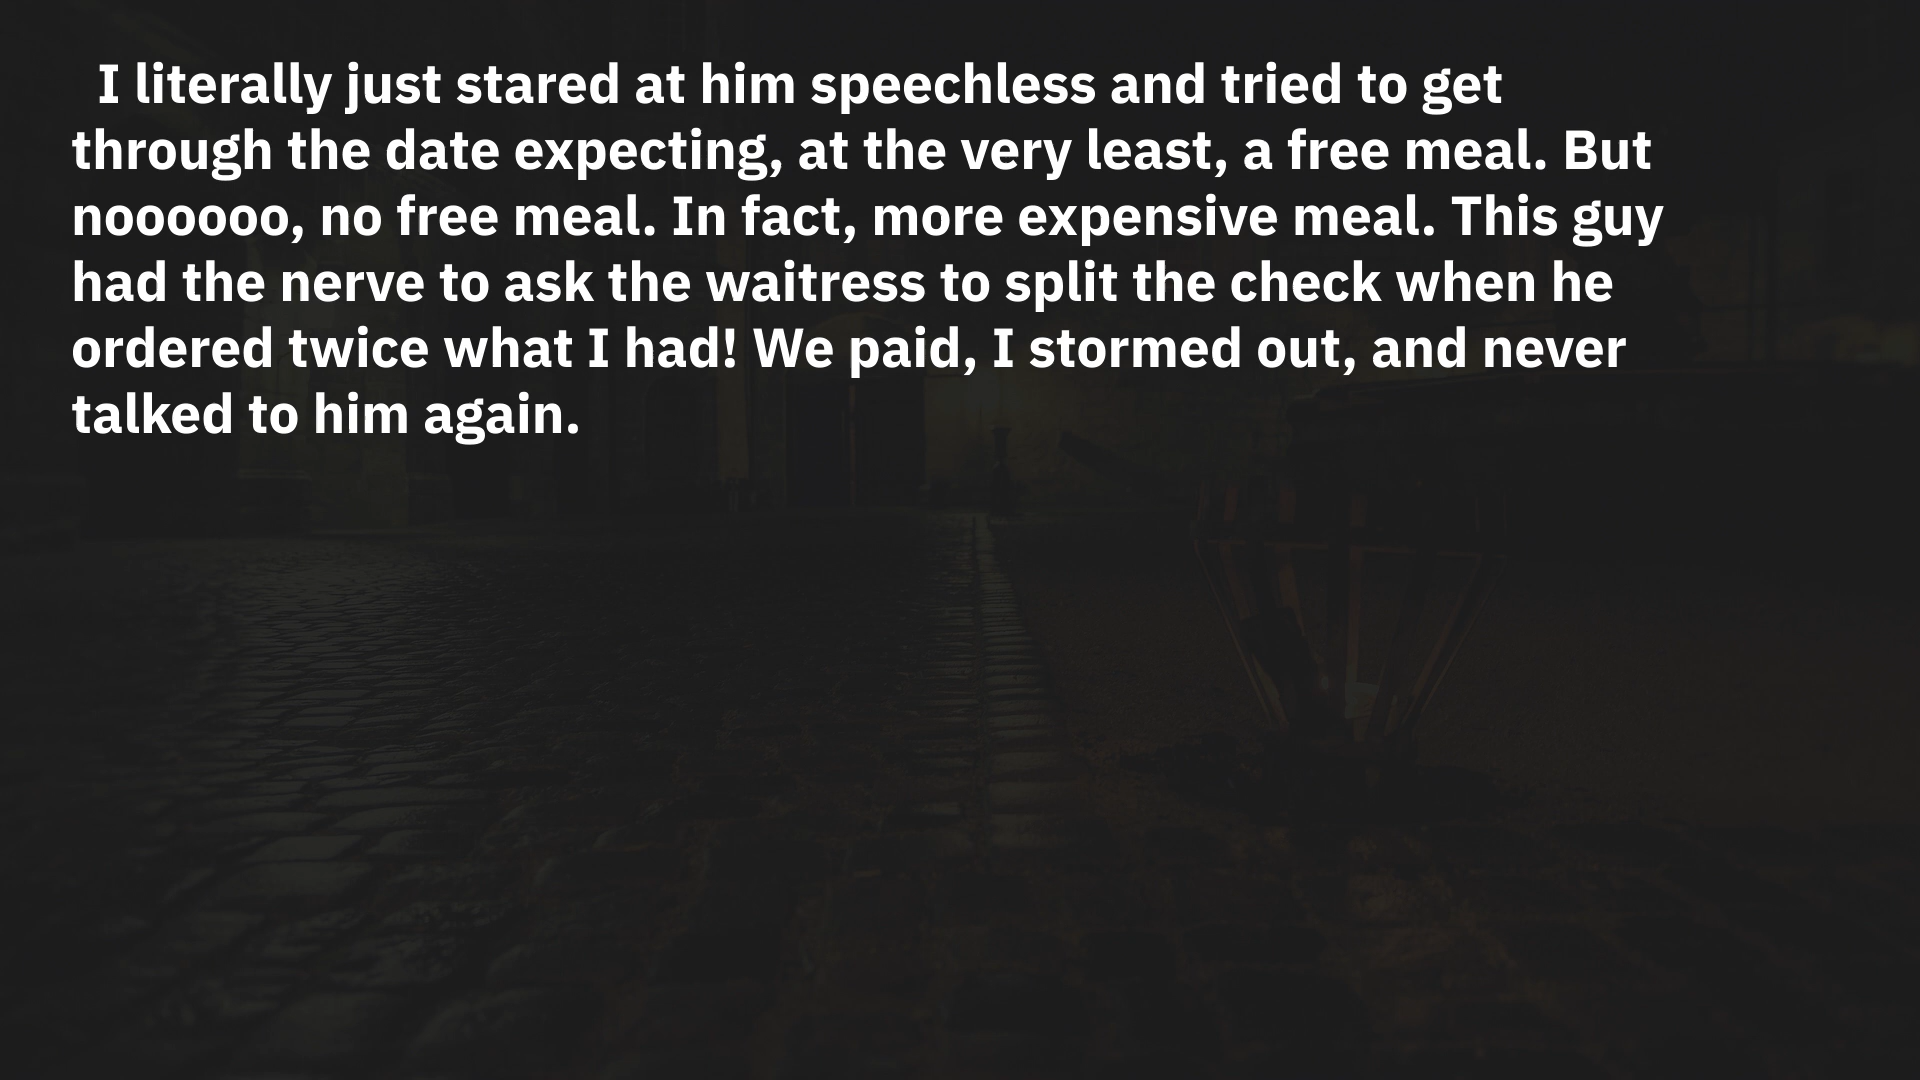 I literally just stared at him speechless and tried to get
through the date expecting, at the very least, a free meal. But
noooooo, no free meal. In fact, more expensive meal. This guy
had the nerve to ask the waitress to split the check when he
ordered twice what I had! We paid, I stormed out, and never
talked to him again.